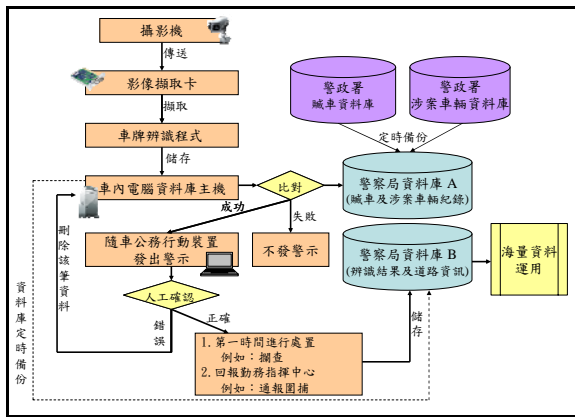 攝影機
傳送
影像擷取卡
擷取
車牌辨識程式
儲存
車內電腦資料庫主機
比對
成功
失敗
隨車公務行動裝置
發出警示
不發警示
人工確認
錯誤
正確
1.第一時間進行處置
例如：攔查
2.回報勤務指揮中心
例如：通報圍捕
刪除該筆資料
資料庫定時備份
警政署
贓車資料庫
警政署
涉案車輛資料庫
定時備份
警察局資料庫 A
(贓車及涉案車輛紀錄)
警察局資料庫 B
(辨識結果及道路資訊)
儲存
海量資料
運用